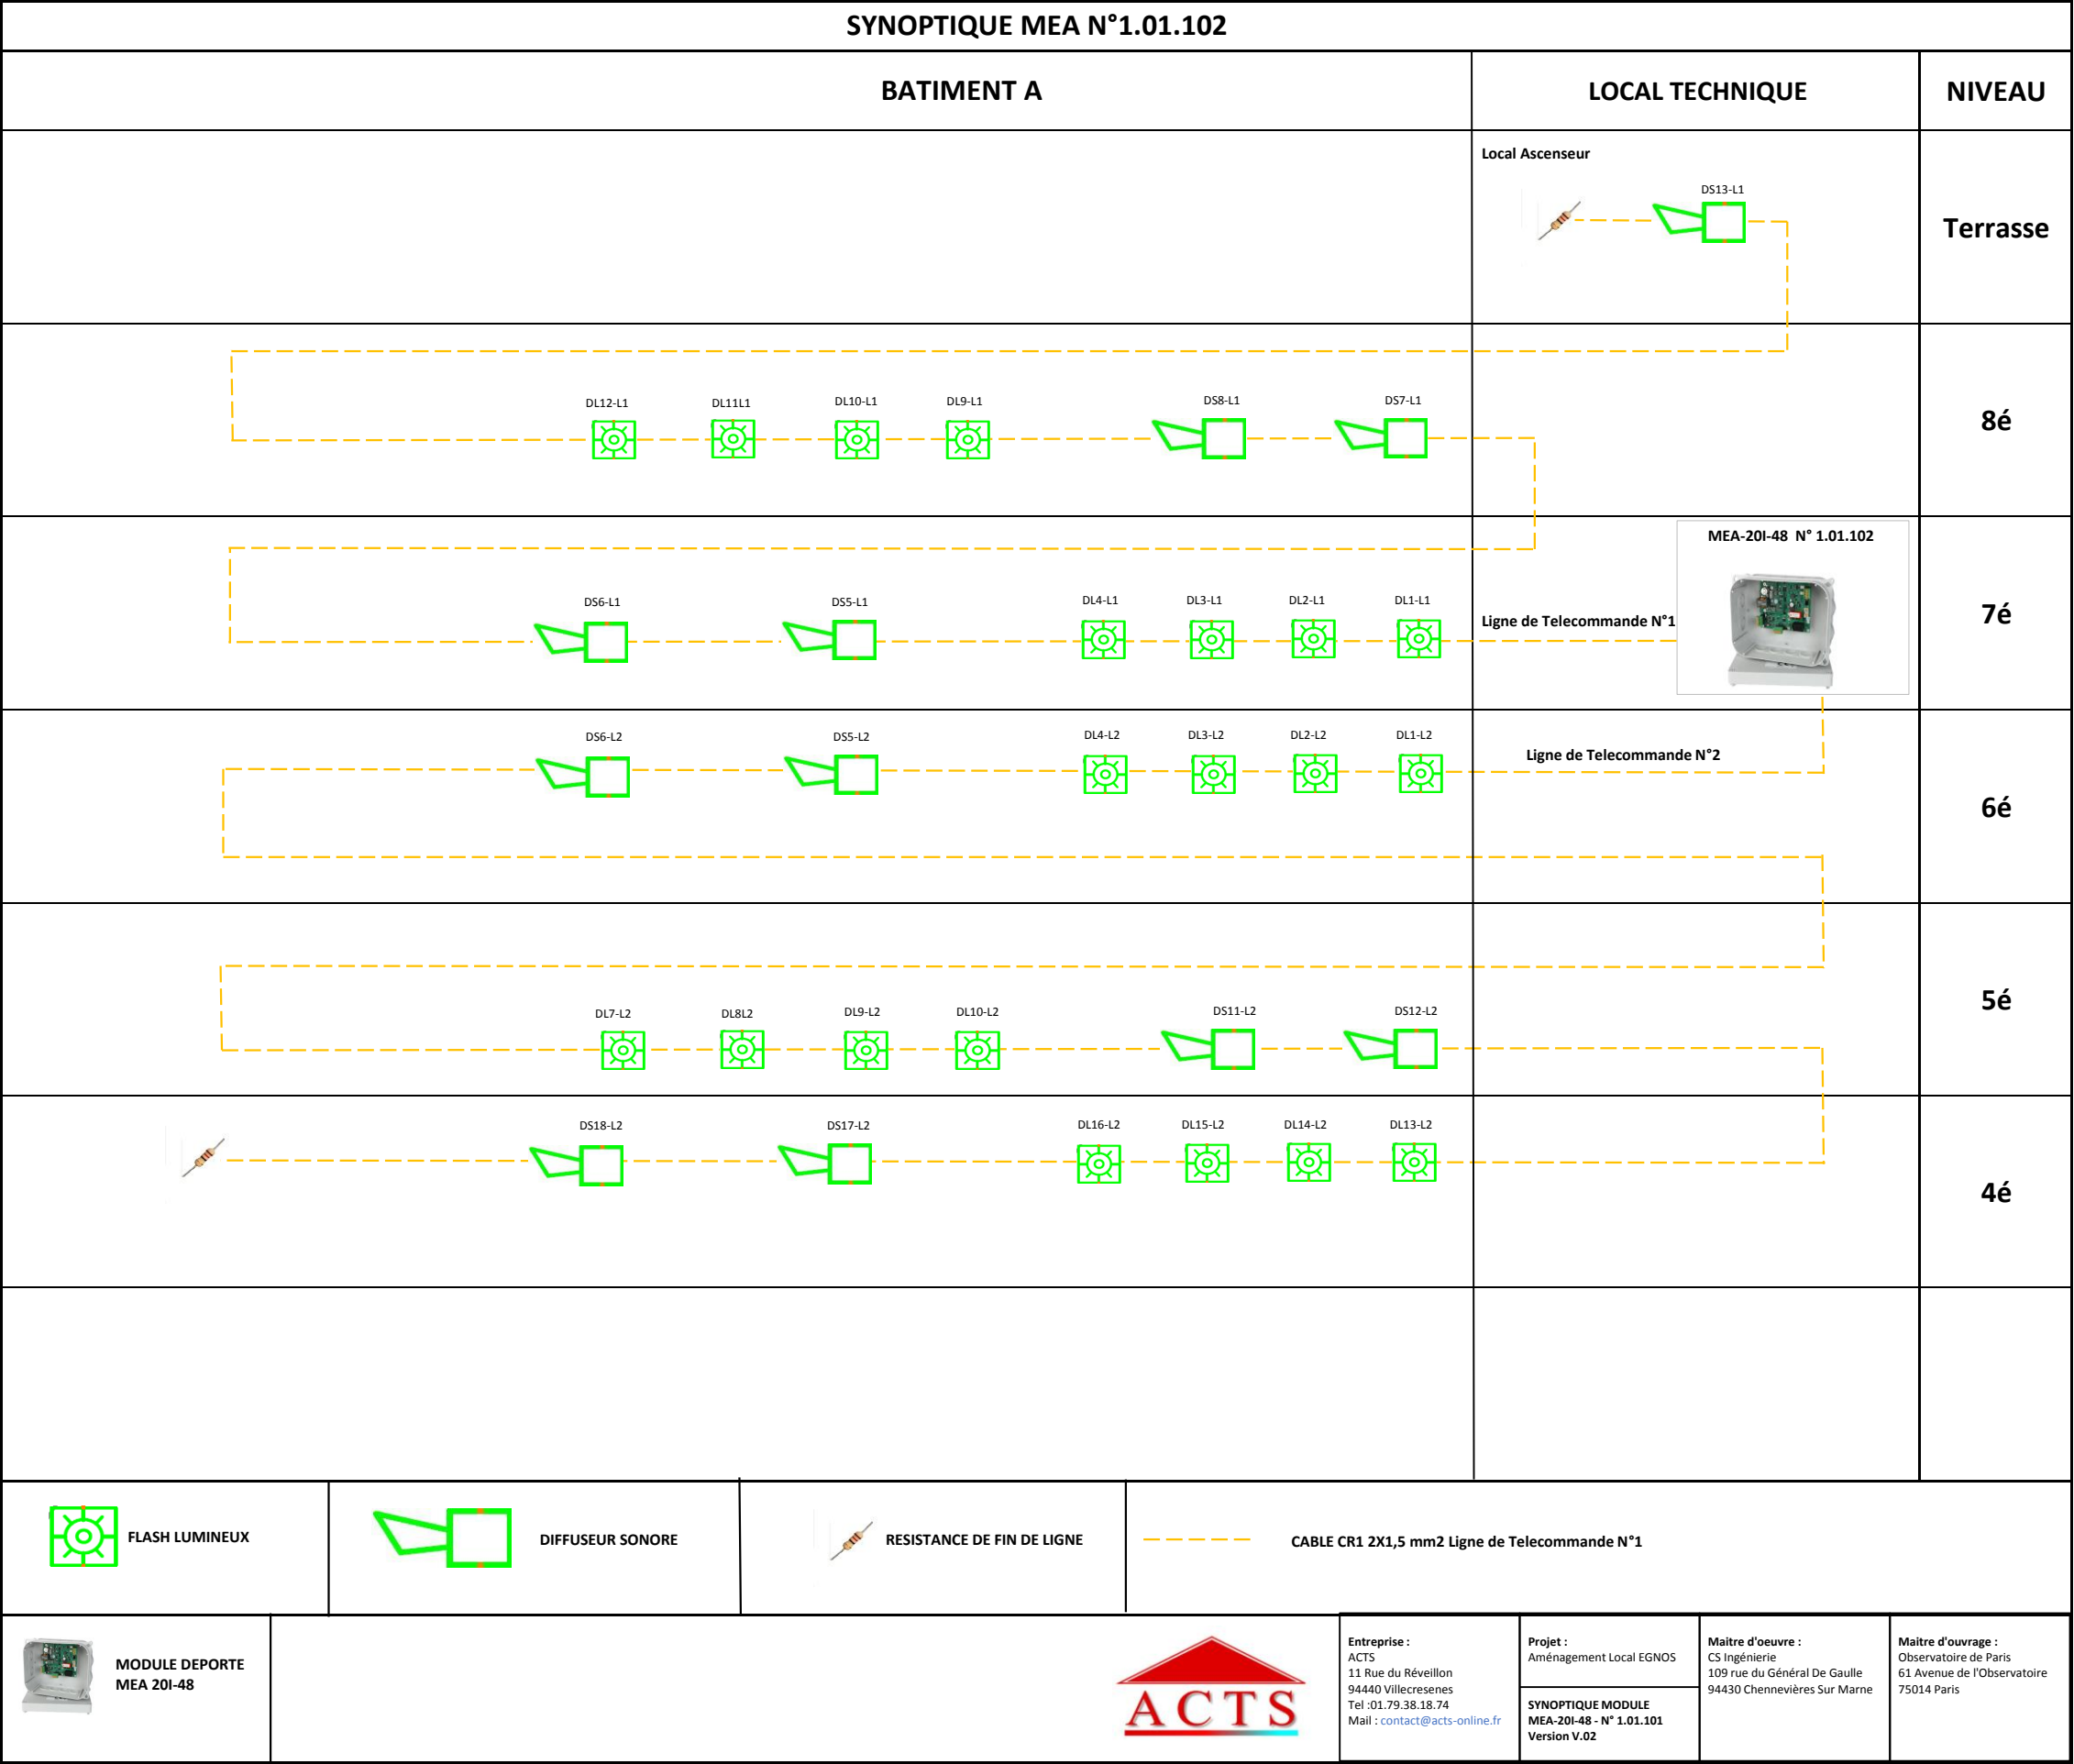 SYNOPTIQUE MEA N°1.01.102
BATIMENT A
LOCAL TECHNIQUE
NIVEAU
Local Ascenseur
DS13-L1
Terrasse
DL12-L1
DL11L1
DL10-L1
DL9-L1
DS8-L1
DS7-L1
8é
MEA-20I-48 N° 1.01.102
DS6-L1
DS5-L1
DL4-L1
DL3-L1
DL2-L1
DL1-L1
Ligne de Telecommande N°1
7é
DS6-L2
DS5-L2
DL4-L2
DL3-L2
DL2-L2
DL1-L2
Ligne de Telecommande N°2
6é
DL7-L2
DL8L2
DL9-L2
DL10-L2
DS11-L2
DS12-L2
5é
DS18-L2
DS17-L2
DL16-L2
DL15-L2
DL14-L2
DL13-L2
4é
FLASH LUMINEUX
DIFFUSEUR SONORE
RESISTANCE DE FIN DE LIGNE
CABLE CR1 2X1,5 mm2 Ligne de Telecommande N°1
MODULE DEPORTE
MEA 20I-48
ACTS
Entreprise :
ACTS
11 Rue du Réveillon
94440 Villecresenes
Tel :01.79.38.18.74
Mail : contact@acts-online.fr
Projet :
Aménagement Local EGNOS
SYNOPTIQUE MODULE
MEA-20I-48 - N° 1.01.101
Version V.02
Maitre d'oeuvre :
CS Ingénierie
109 rue du Général De Gaulle
94430 Chennevières Sur Marne
Maitre d'ouvrage :
Observatoire de Paris
61 Avenue de l'Observatoire
75014 Paris